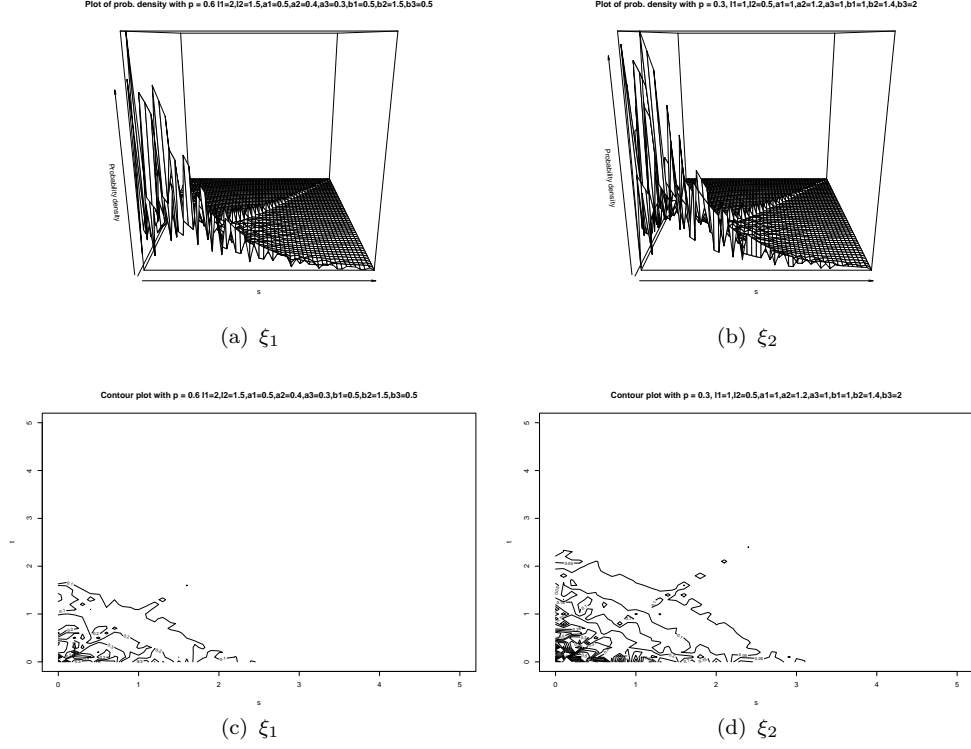 Plot of prob. density with p = 0.6 l1=2,l2=1.5,a1=0.5,a2=0.4,a3=0.3,b1=0.5,b2=1.5,b3=0.5
Probability density
s
(a) ξ1
Plot of prob. density with p = 0.3, l1=1,l2=0.5,a1=1,a2=1.2,a3=1,b1=1,b2=1.4,b3=2
Probability density
s
(b) ξ2
Contour plot with p = 0.6 l1=2,l2=1.5,a1=0.5,a2=0.4,a3=0.3,b1=0.5,b2=1.5,b3=0.5
5
4
3
2
1
0
t
0 1 2 3 4 5
s
(c) ξ1
Contour plot with p = 0.3, l1=1,l2=0.5,a1=1,a2=1.2,a3=1,b1=1,b2=1.4,b3=2
5
4
3
2
1
0
t
0.05
0.1
0.05
0 1 2 3 4 5
s
(d) ξ2